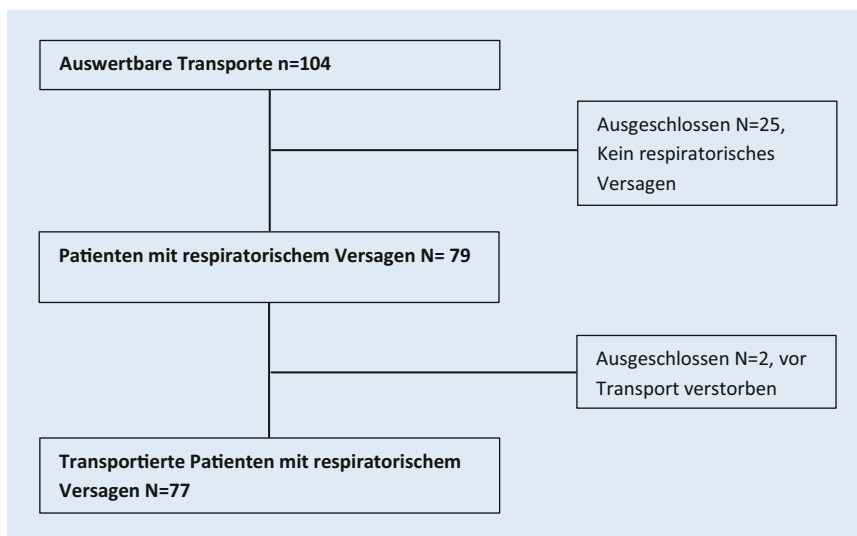 Auswertbare Transporte n=104
Ausgeschlossen N=25,
Kein respiratorisches
Versagen
Patienten mit respiratorischem Versagen N= 79
Ausgeschlossen N=2, vor
Transport verstorben
Transportierte Patienten mit respiratorischem
Versagen N=77